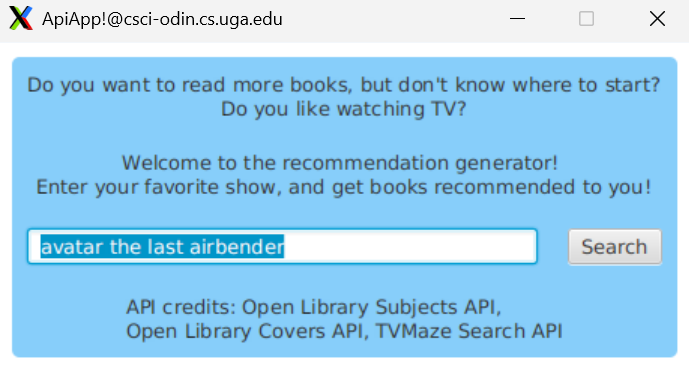 ApiApp!@csci-odin.cs.uga.edu
Do you want to read more books, but don't know where to start?
Do you like watching TV?
Welcome to the recommendation generator!
Enter your favorite show, and get books recommended to you!
avatar the last airbender
Search
API credits: Open Library Subjects API,
Open Library Covers API, TVMaze Search API